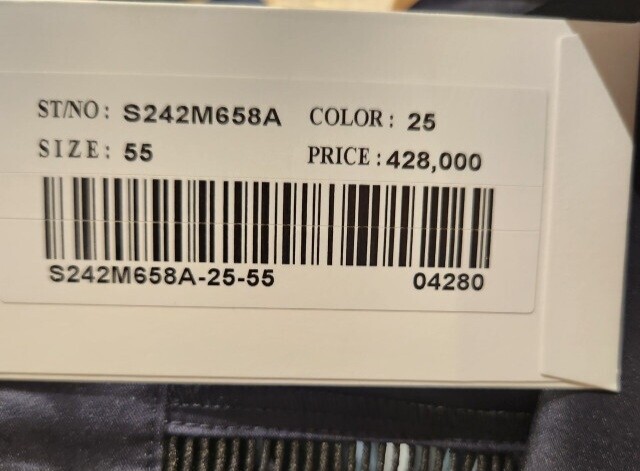 ST/NO: S242M658A COLOR: 25
SIZE: 55 PRICE: 428,000
S242M658A-25-55 04280